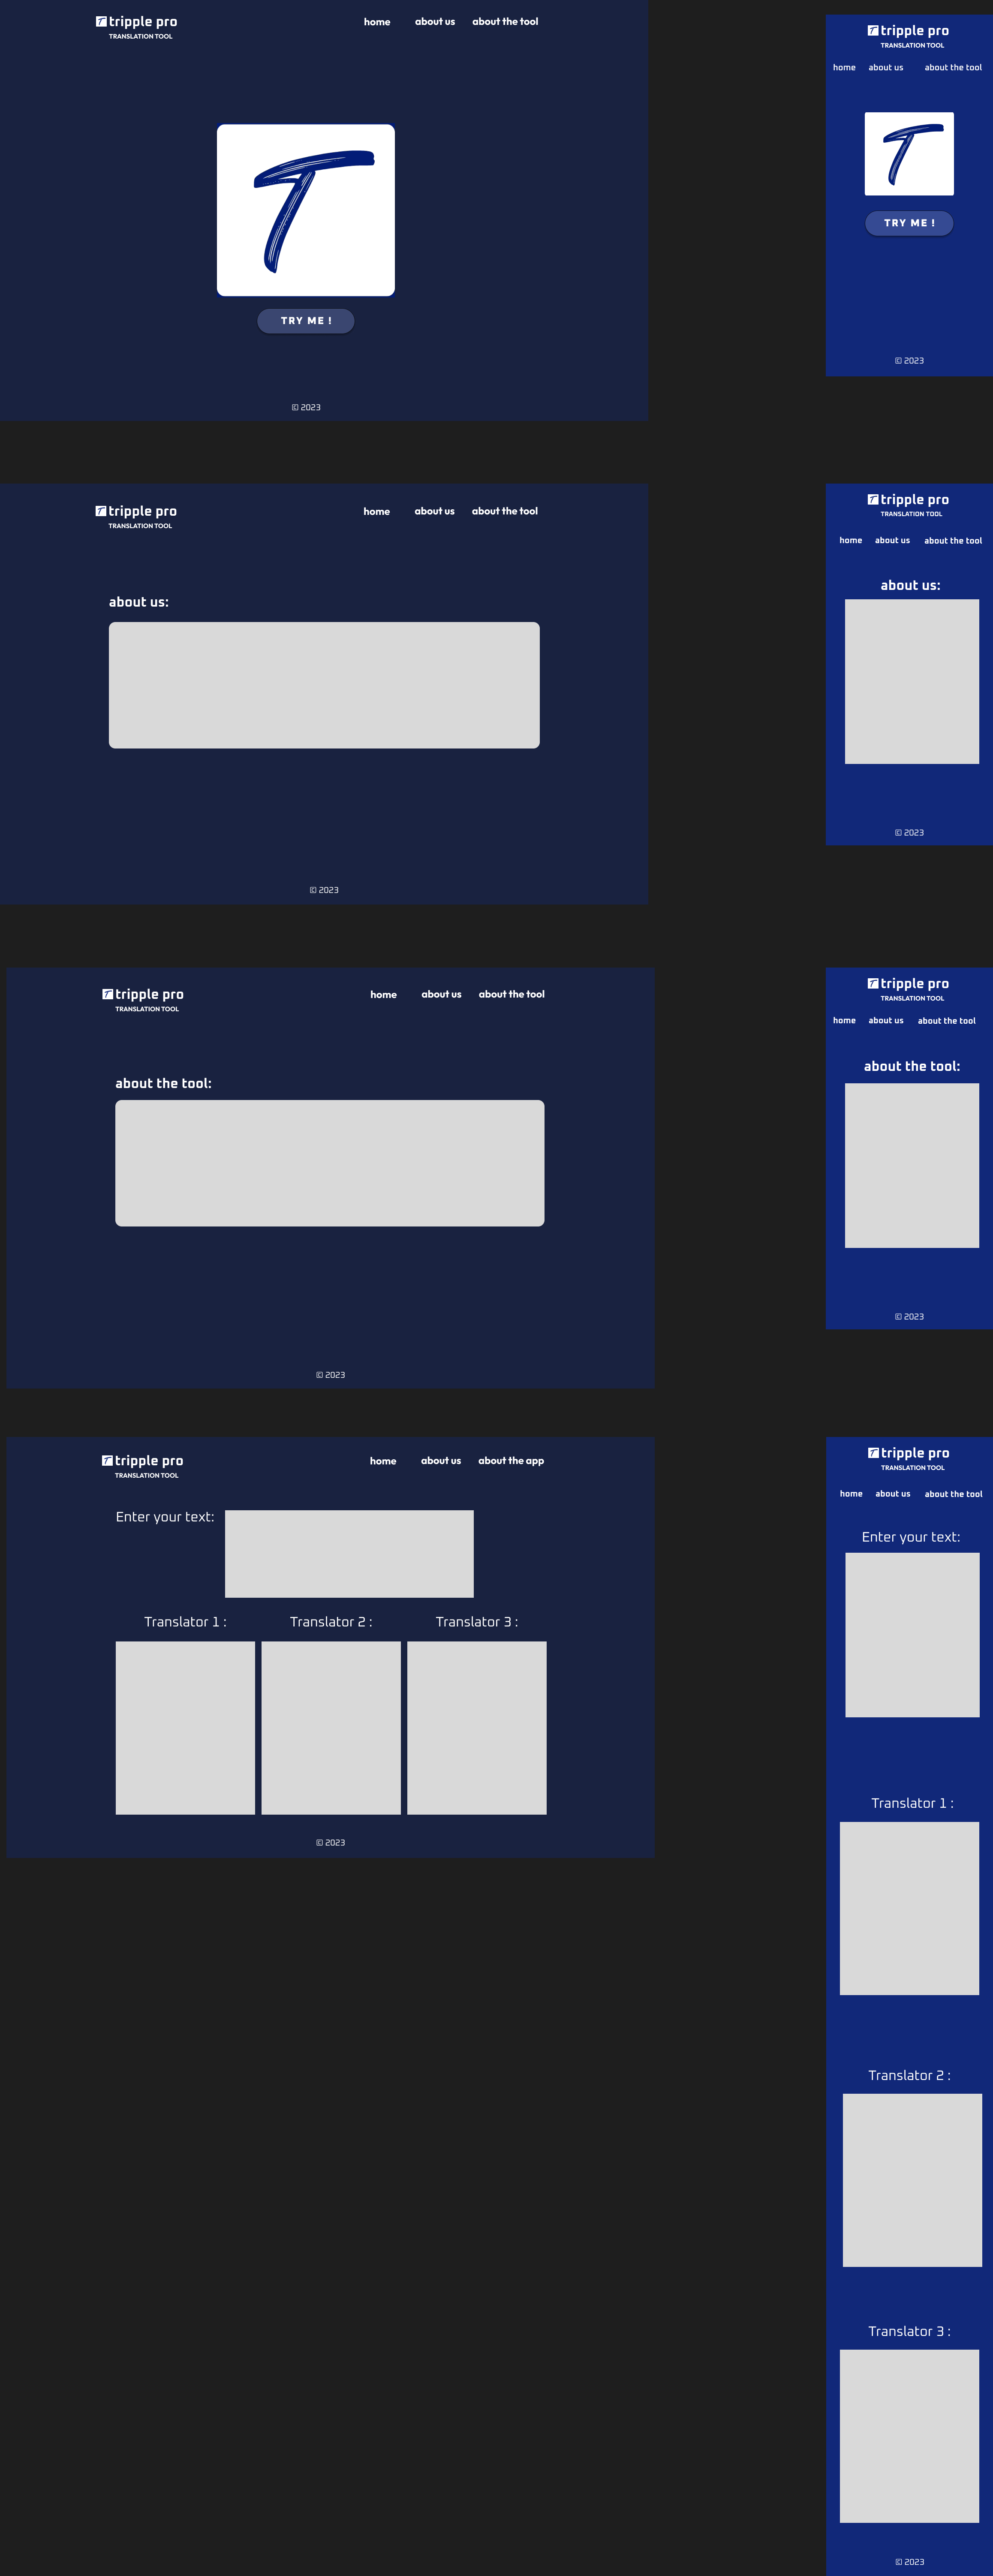 tripple pro
TRANSLATION TOOL
home about us about the tool
T
TRY ME !
© 2023
tripple pro
TRANSLATION TOOL
home about us about the tool
T
TRY ME !
© 2023
tripple pro
TRANSLATION TOOL
home about us about the tool
about us:
© 2023
tripple pro
TRANSLATION TOOL
home about us about the tool
about us:
© 2023
tripple pro
TRANSLATION TOOL
home about us about the tool
about the tool:
© 2023
tripple pro
TRANSLATION TOOL
home about us about the tool
about the tool:
© 2023
tripple pro
TRANSLATION TOOL
home about us about the app
Enter your text:
Translator 1 : Translator 2 : Translator 3 :
© 2023
tripple pro
TRANSLATION TOOL
home about us about the tool
Enter your text:
Translator 1 :
Translator 2 :
Translator 3 :
© 2023